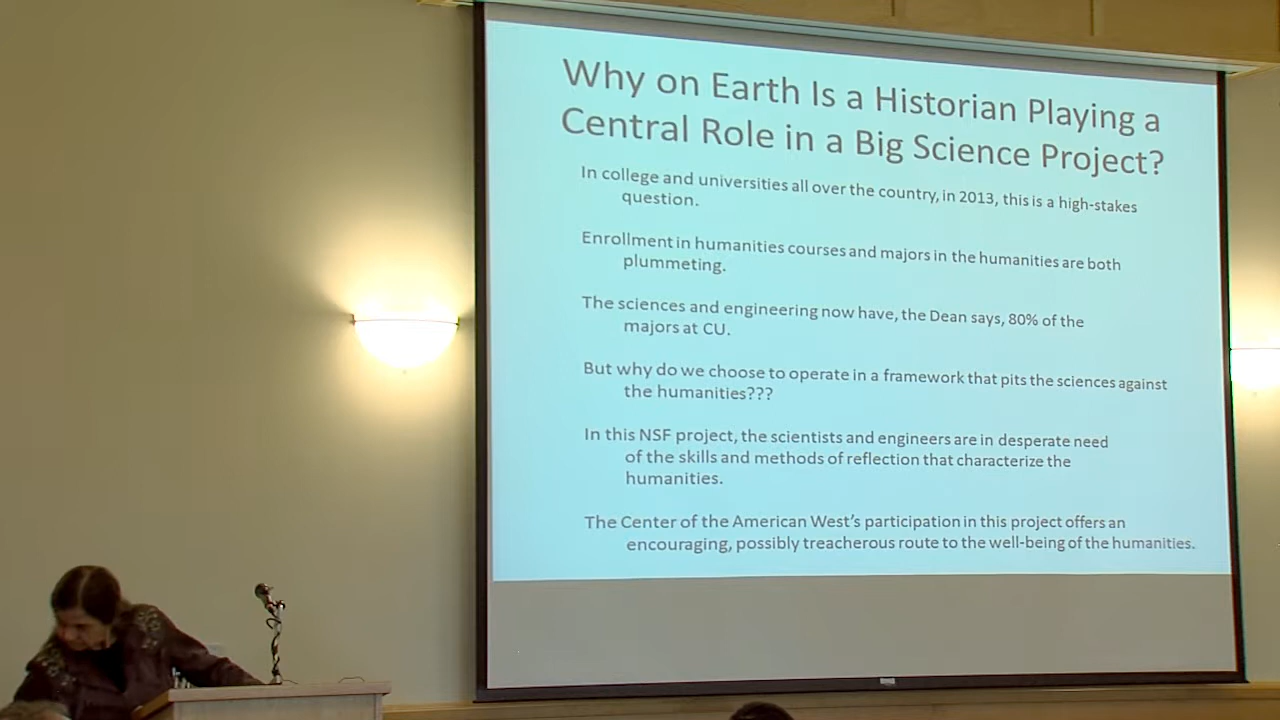 Why on Earth Is a Historian Playing a
Central Role in a Big Science Project?
In college and universities all over the country, in 2013, this is a high-stakes
question.
Enrollment in humanities courses and majors in the humanities are both
plummeting.
The sciences and engineering now have, the Dean says, 80% of the
majors at CU.
But why do we choose to operate in a framework that pits the sciences against
the humanities???
In this NSF project, the scientists and engineers are in desperate need
of the skills and methods of reflection that characterize the
humanities.
The Center of the American West's participation in this project offers an
encouraging, possibly treacherous route to the well-being of the humanities.